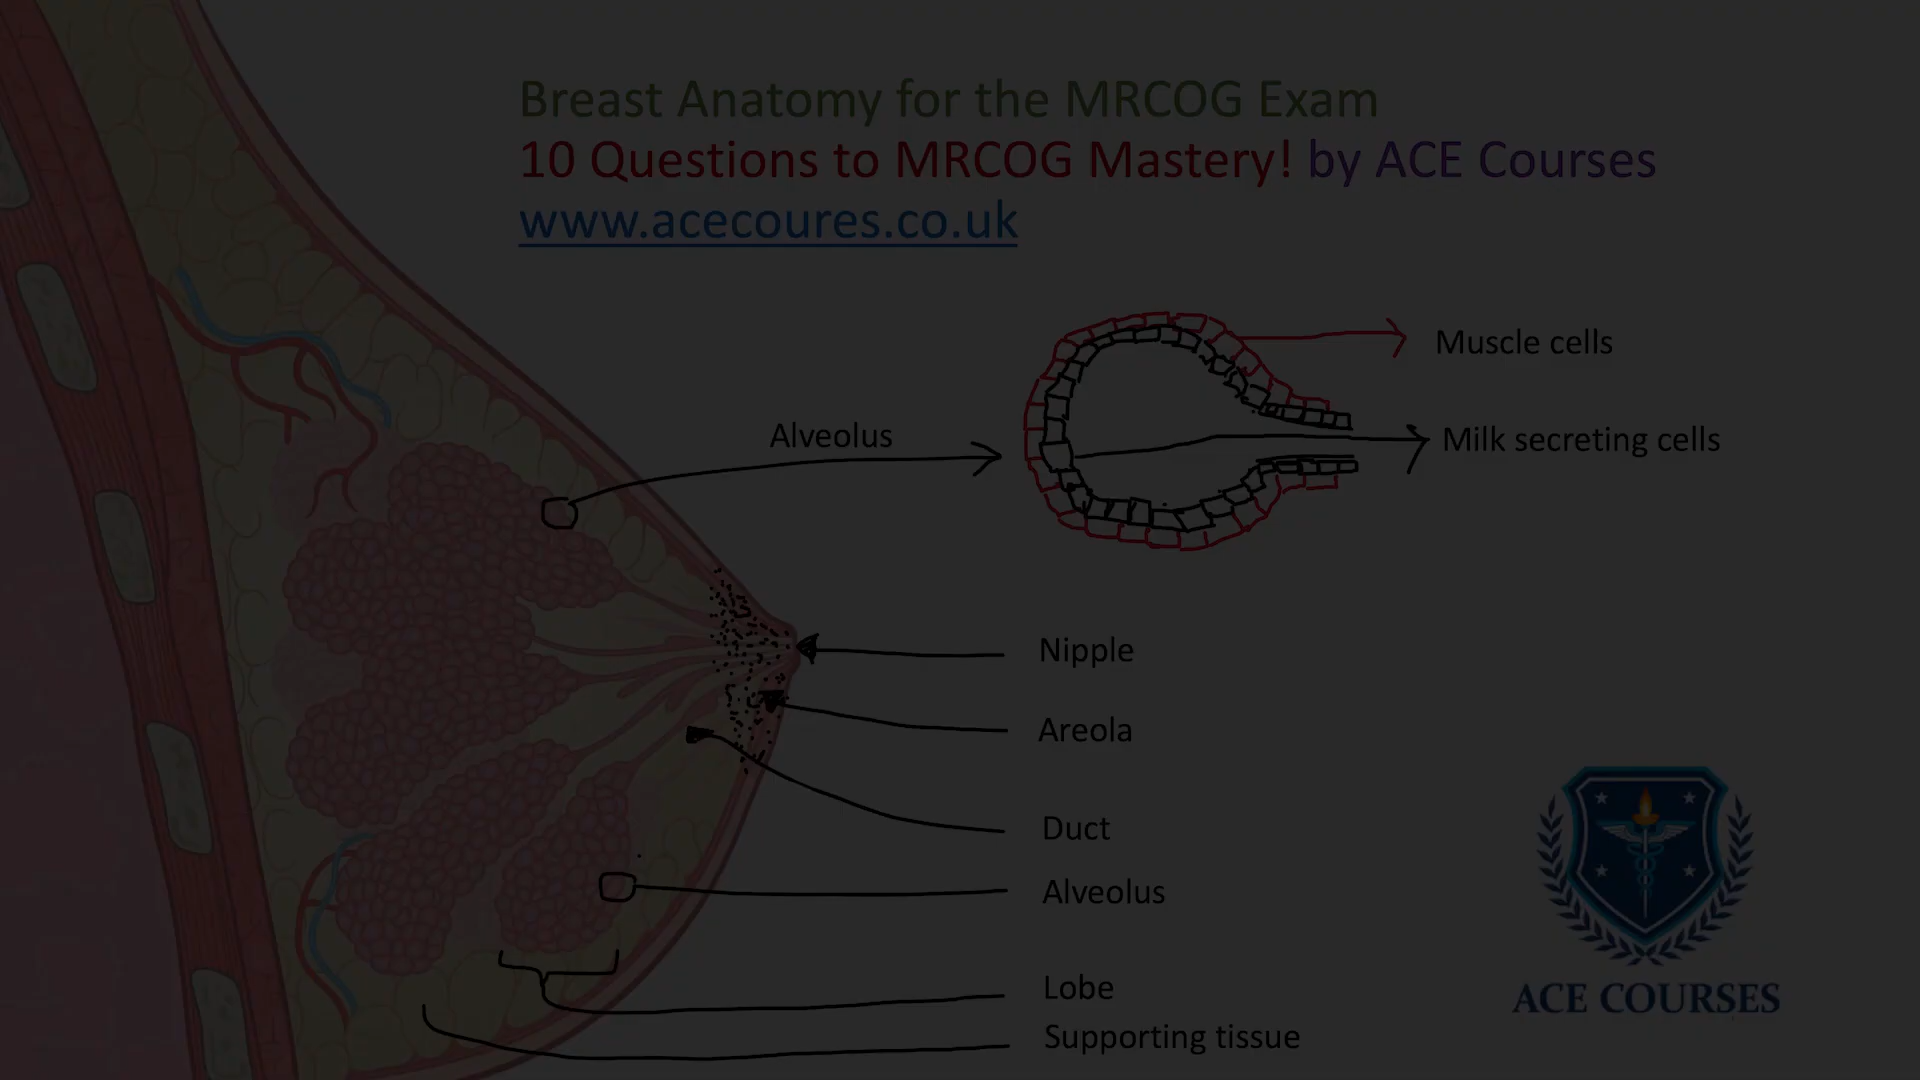 Breast Anatomy for the MRCOG Exam
10 Questions to MRCOG Mastery! by ACE Courses
www.acecoures.co.uk
Muscle cells
Alveolus
Milk secreting cells
Nipple
Areola
Duct
Alveolus
Lobe
Supporting tissue
ACE COURSES